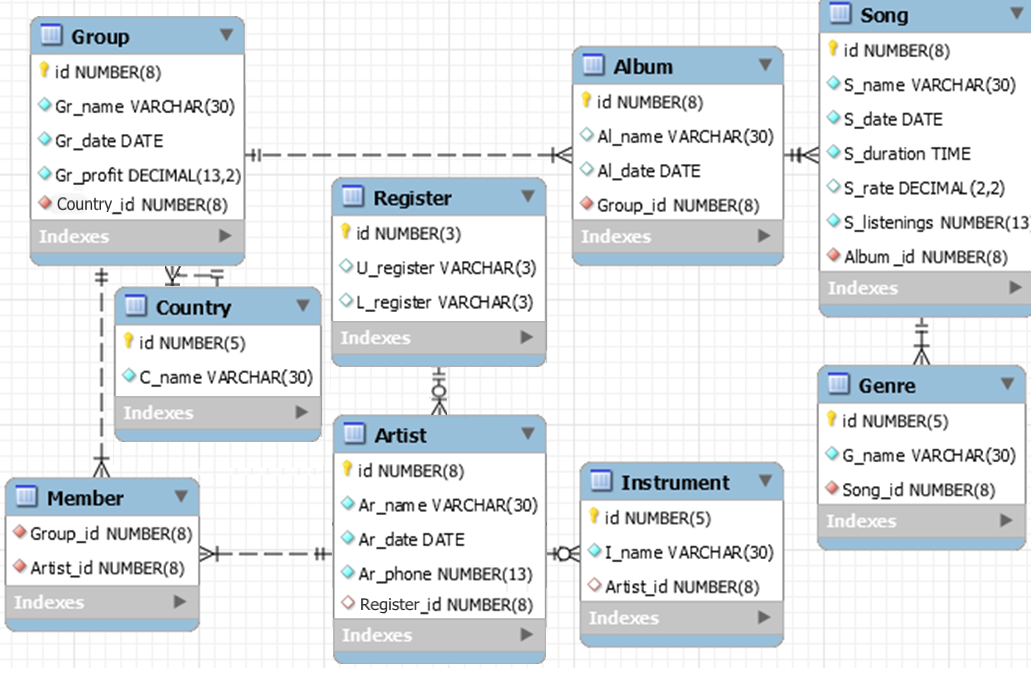 Group
id NUMBER(8)
Gr_name VARCHAR(30)
Gr_date DATE
Gr_profit DECIMAL(13,2)
Country_id NUMBER(8)
Indexes
Country
id NUMBER(5)
C_name VARCHAR(30)
Indexes
Member
Group_id NUMBER(8)
Artist_id NUMBER(8)
Indexes
Register
id NUMBER(3)
U_register VARCHAR(3)
L_register VARCHAR(3)
Indexes
Artist
id NUMBER(8)
Ar_name VARCHAR(30)
Ar_date DATE
Ar_phone NUMBER(13)
Register_id NUMBER(8)
Indexes
Album
id NUMBER(8)
Al_name VARCHAR(30)
Al_date DATE
Group_id NUMBER(8)
Indexes
Instrument
id NUMBER(5)
I_name VARCHAR(30)
Artist_id NUMBER(8)
Indexes
Song
id NUMBER(8)
S_name VARCHAR(30)
S_date DATE
S_duration TIME
S_rate DECIMAL(2,2)
S_listenings NUMBER(13
Album _id NUMBER(8)
Indexes
Genre
id NUMBER(5)
G_name VARCHAR(30)
Song_id NUMBER(8)
Indexes